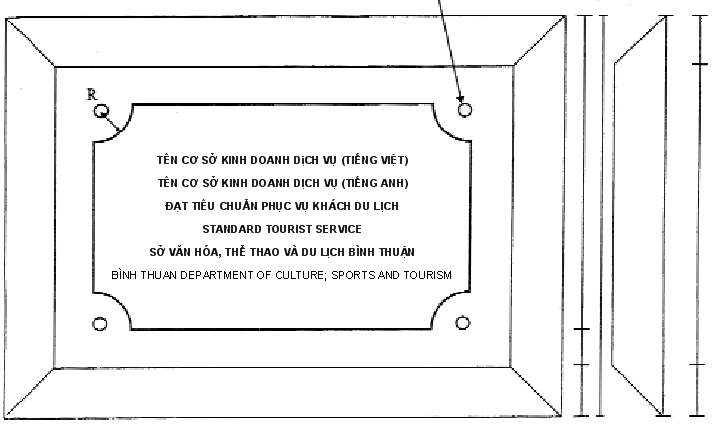 R
TÊN CƠ SỞ KINH DOANH DỊCH VỤ (TIẾNG VIỆT)
TÊN CƠ SỞ KINH DOANH DỊCH VỤ (TIẾNG ANH)
ĐẠT TIÊU CHUẨN PHỤC VỤ KHÁCH DU LỊCH
STANDARD TOURIST SERVICE
SỞ VĂN HÓA, THỂ THAO VÀ DU LỊCH BÌNH THUẬN
BÌNH THUAN DEPARTMENT OF CULTURE; SPORTS AND TOURISM